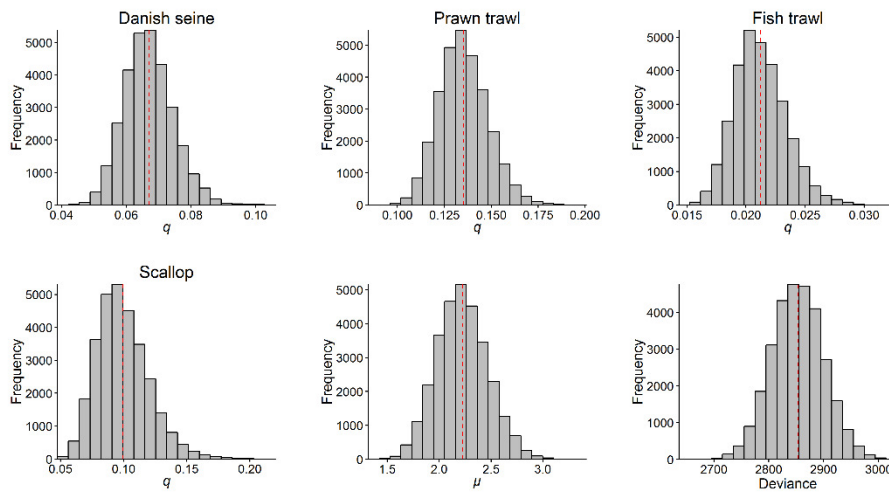 Danish seine
Prawn trawl
Fish trawl
Frequency
5000
4000
3000
2000
1000
0
0.04 0.06 0.08 0.10
q
Frequency
5000
4000
3000
2000
1000
0
0.100 0.125 0.150 0.175 0.200
q
Frequency
5000
4000
3000
2000
1000
0
0.015 0.020 0.025 0.030
q
Scallop
Frequency
5000
4000
3000
2000
1000
0
0.05 0.10 0.15 0.20
q
Frequency
5000
4000
3000
2000
1000
0
1.5 2.0 2.5 3.0
μ
Frequency
4000
3000
2000
1000
0
2700 2800 2900 3000
Deviance